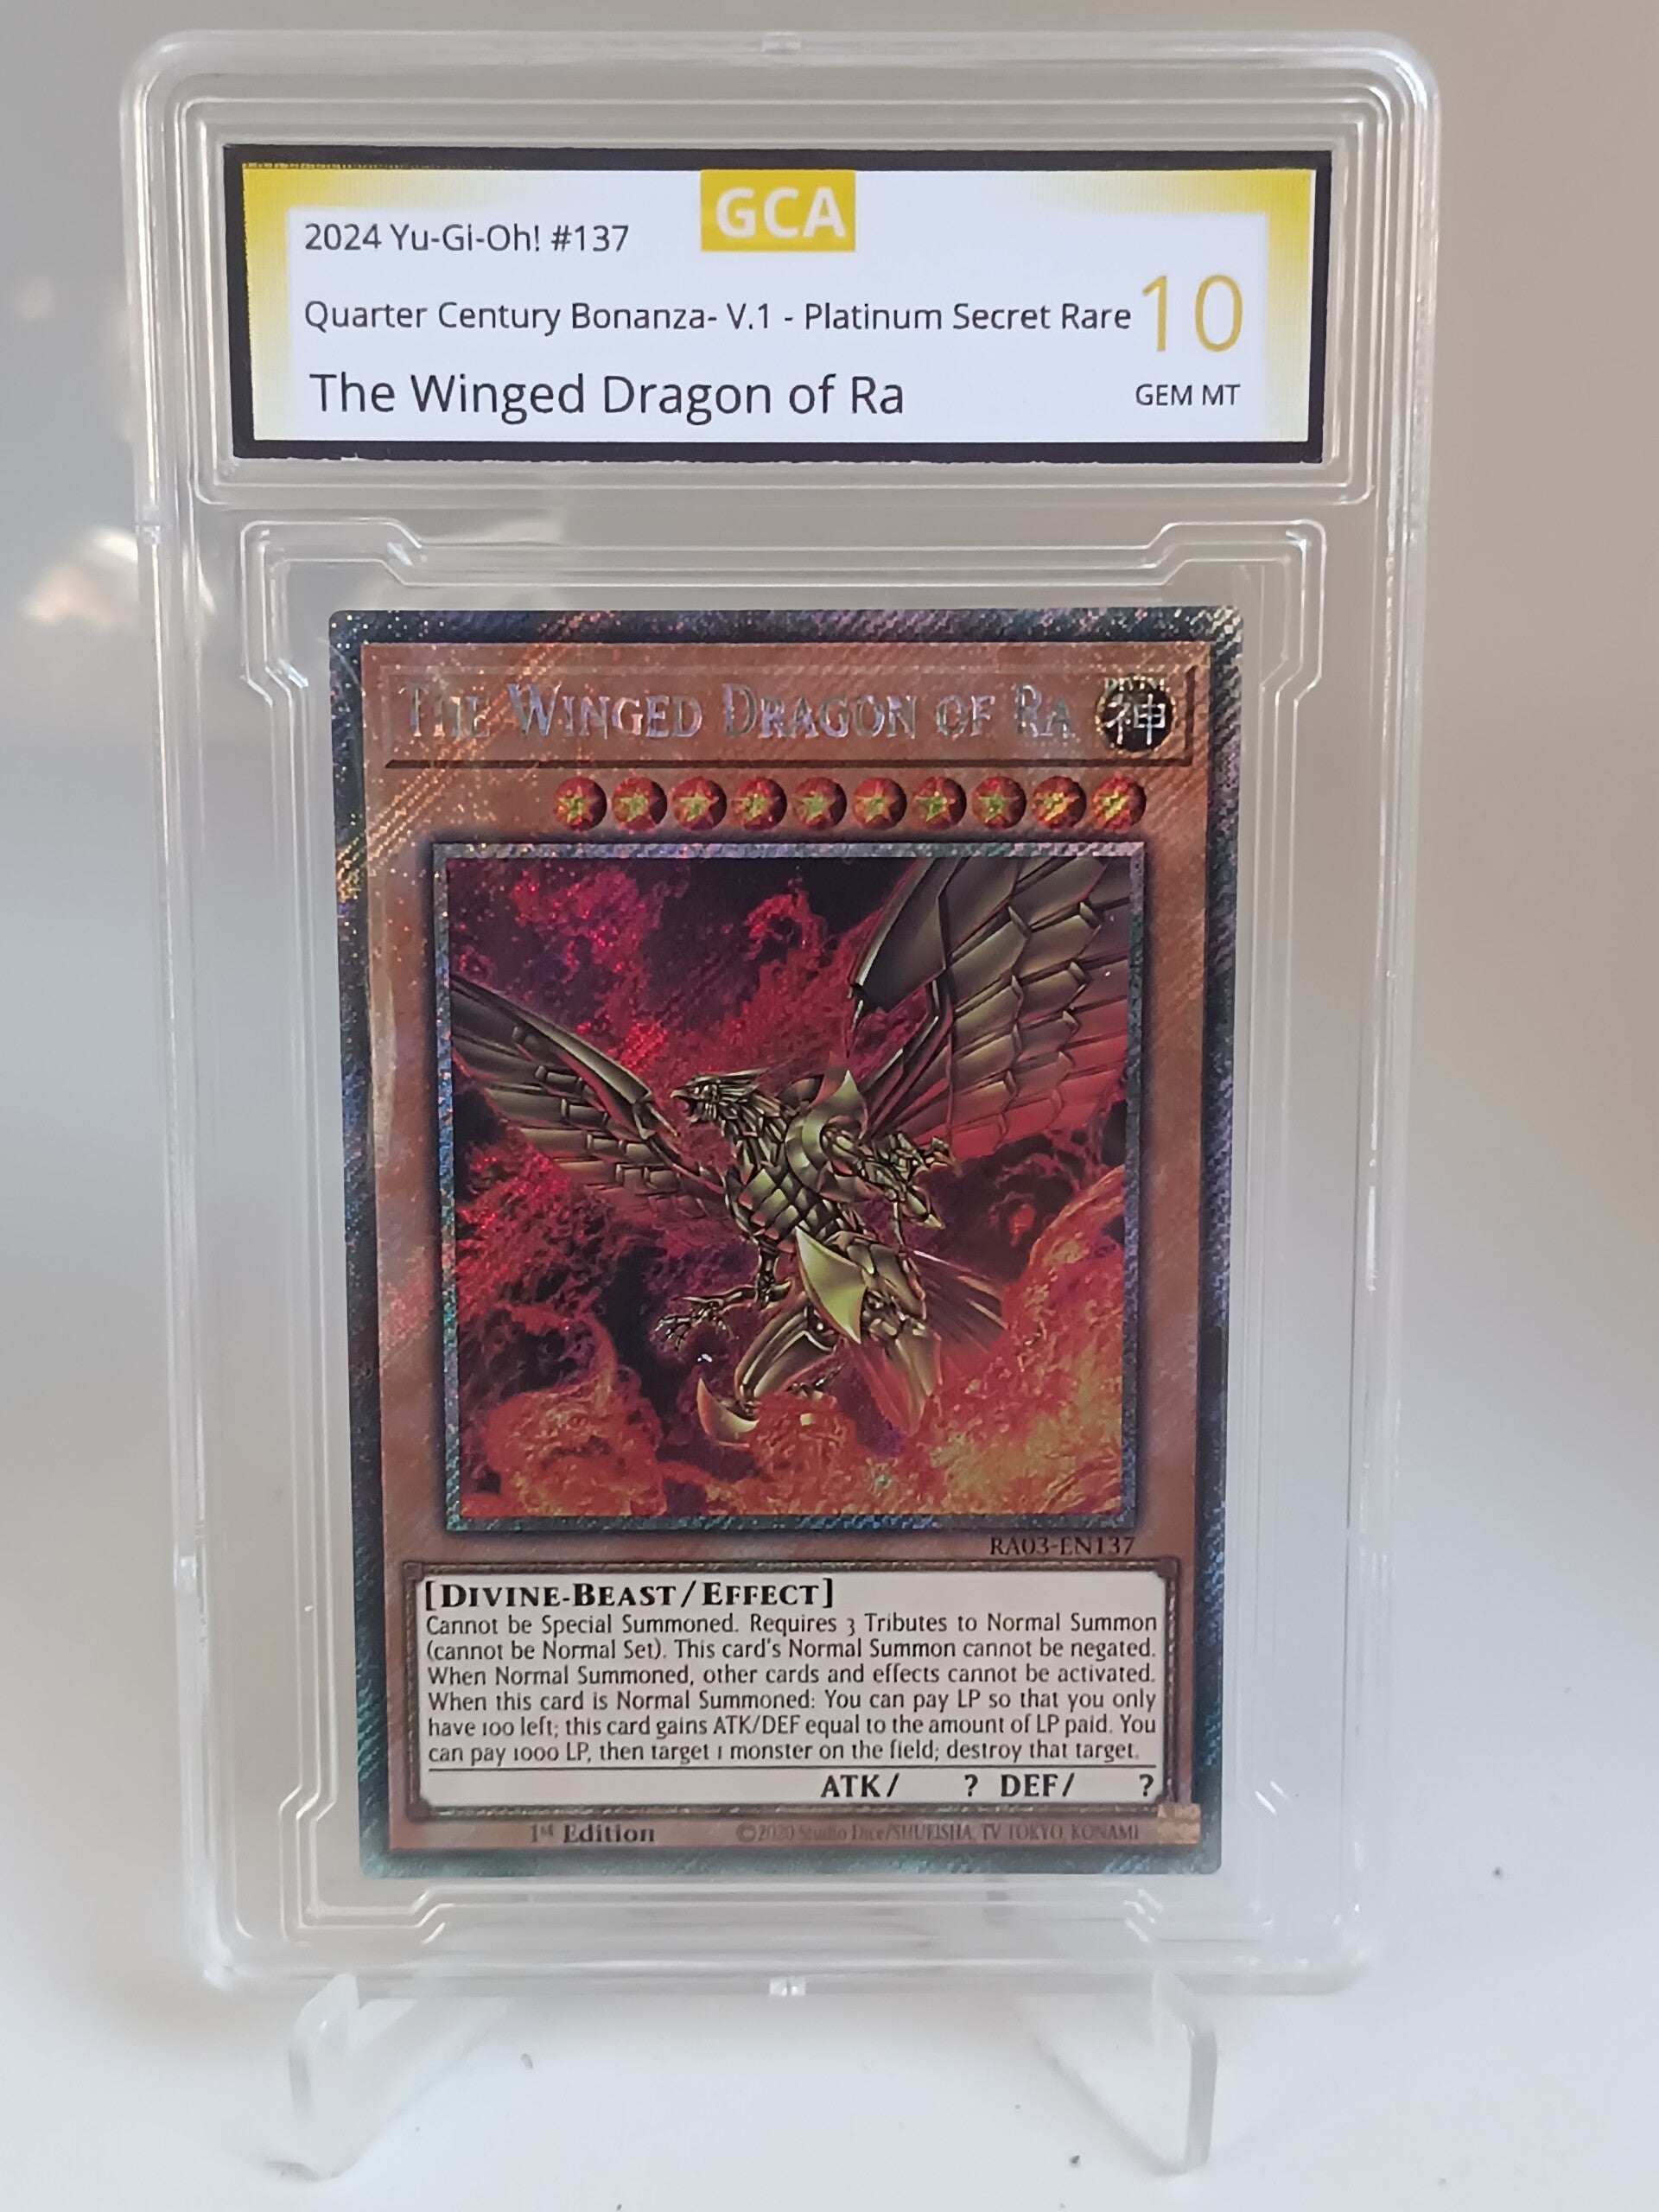 GCA
2024 Yu-Gi-Oh! #137
Quarter Century Bonanza- V.1 - Platinum Secret Rare
10
The Winged Dragon of Ra
GEM MT
THE WINGED DRAGON OF RA
DIVINE
神
RA03-EN137
[DIVINE-BEAST/EFFECT]
Cannot be Special Summoned. Requires 3 Tributes to Normal Summon
(cannot be Normal Set). This card's Normal Summon cannot be negated.
When Normal Summoned, other cards and effects cannot be activated.
When this card is Normal Summoned: You can pay LP so that you only
have 100 left; this card gains ATK/DEF equal to the amount of LP paid. You
can pay 1000 LP, then target 1 monster on the field; destroy that target.
ATK/ ? DEF/ ?
1st Edition
©2020 Studio Dice/SHUEISHA, TV TOKYO, KONAMI